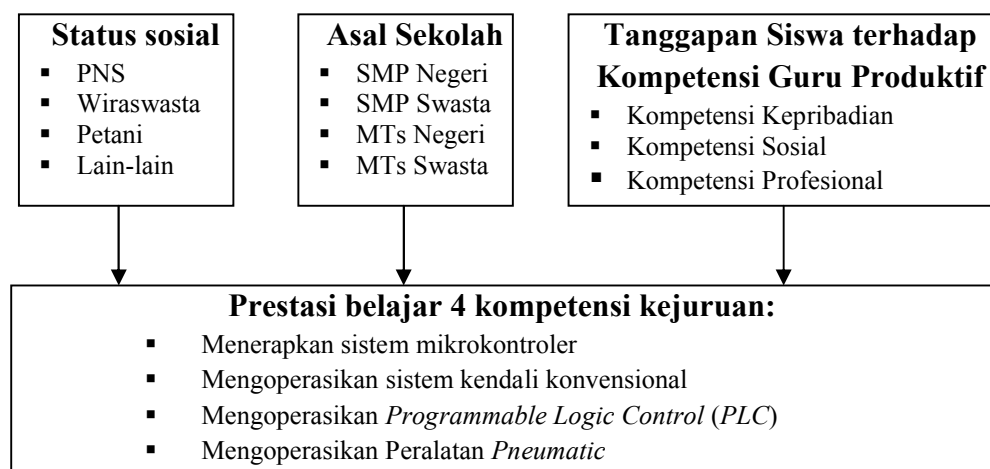 Status sosial
▪ PNS
▪ Wiraswasta
▪ Petani
▪ Lain-lain
Asal Sekolah
▪ SMP Negeri
▪ SMP Swasta
▪ MTs Negeri
▪ MTs Swasta
Tanggapan Siswa terhadap
Kompetensi Guru Produktif
▪ Kompetensi Kepribadian
▪ Kompetensi Sosial
▪ Kompetensi Profesional
Prestasi belajar 4 kompetensi kejuruan:
▪ Menerapkan sistem mikrokontroler
▪ Mengoperasikan sistem kendali konvensional
▪ Mengoperasikan Programmable Logic Control (PLC)
▪ Mengoperasikan Peralatan Pneumatic